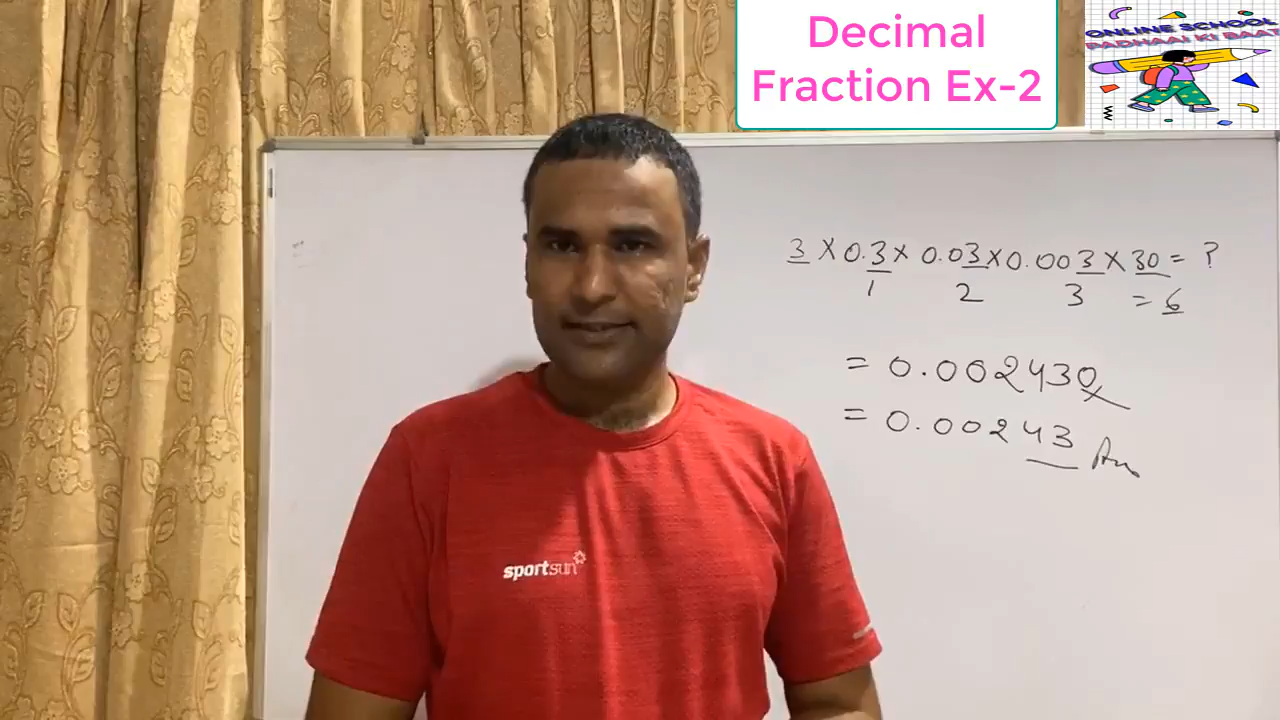 Decimal
Fraction Ex-2
ONLINE SCHOOL
PADHAAI KI BAAT
3 × 0.3 × 0.03 × 0.003 × 30 = ?
1 2 3 = 6
= 0.002430
= 0.00243 Ans
sportsun